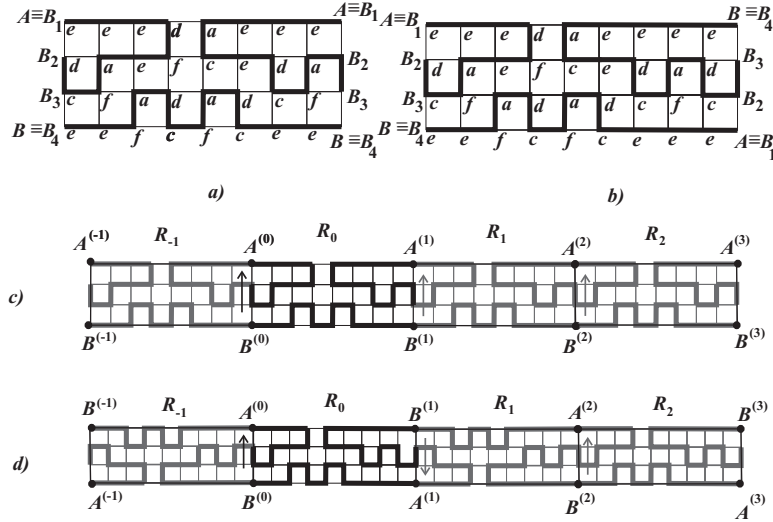 A≡B₁ e e e d a e e e A≡B₁
B₂ d a e f c e d a B₂
B₃ c f a d a d c f B₃
B≡B₄ e e f c f c e e B≡B₄
a)
A≡B₁ e e e d a e e e e B≡B₄
B₂ d a e f c e d a d B₃
B₃ c f a d a d c f c B₂
B≡B₄ e e f c f c e e e A≡B₁
b)
A⁽⁻¹⁾ R₋₁ A⁽⁰⁾ R₀ A⁽¹⁾ R₁ A⁽²⁾ R₂ A⁽³⁾
c)
B⁽⁻¹⁾ B⁽⁰⁾ B⁽¹⁾ B⁽²⁾ B⁽³⁾
B⁽⁻¹⁾ R₋₁ A⁽⁰⁾ R₀ B⁽¹⁾ R₁ A⁽²⁾ R₂ B⁽³⁾
d)
A⁽⁻¹⁾ B⁽⁰⁾ A⁽¹⁾ B⁽²⁾ A⁽³⁾